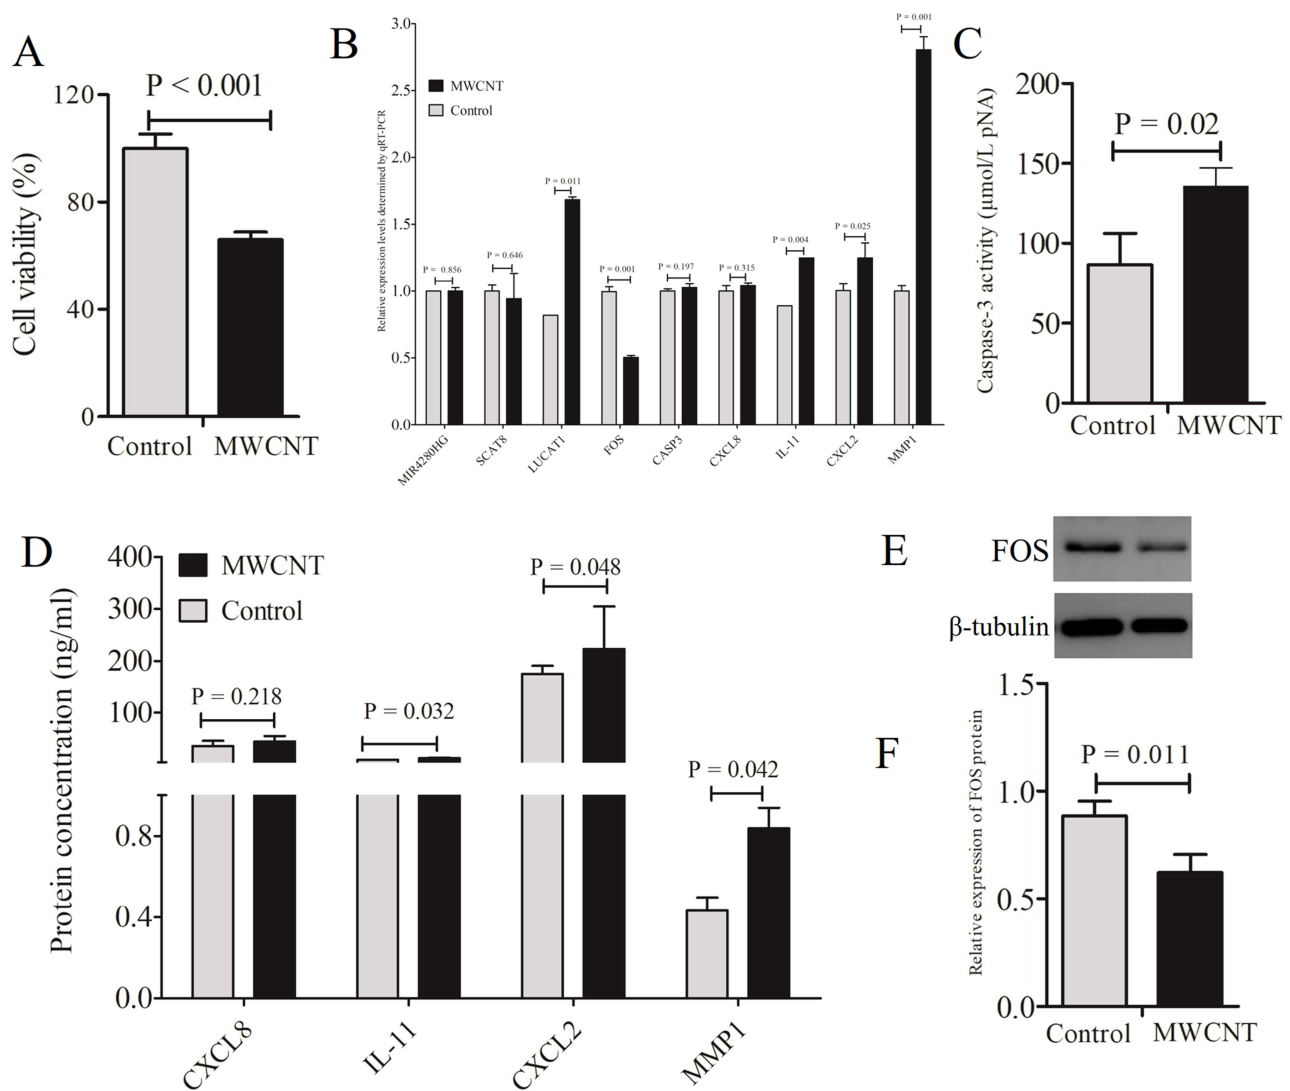 A
P < 0.001
Cell viability (%)
120
80
40
0
Control
MWCNT
B
Relative expression levels determined by qRT-PCR
3.0
2.5
2.0
1.5
1.0
0.5
0.0
MWCNT
Control
P = 0.856
P = 0.646
P = 0.011
P = 0.001
P = 0.197
P = 0.315
P = 0.004
P = 0.025
P = 0.001
MIR4280HG
SCAT8
LUCAT1
FOS
CASP3
CXCL8
IL-11
CXCL2
MMP1
C
Caspase-3 activity (µmol/L pNA)
200
150
100
50
0
P = 0.02
Control
MWCNT
D
Protein concentration (ng/ml)
400
300
200
100
0.8
0.4
0.0
MWCNT
Control
P = 0.218
P = 0.032
P = 0.048
P = 0.042
CXCL8
IL-11
CXCL2
MMP1
E
FOS
β-tubulin
F
Relative expression of FOS protein
1.5
1.0
0.5
0.0
P = 0.011
Control
MWCNT